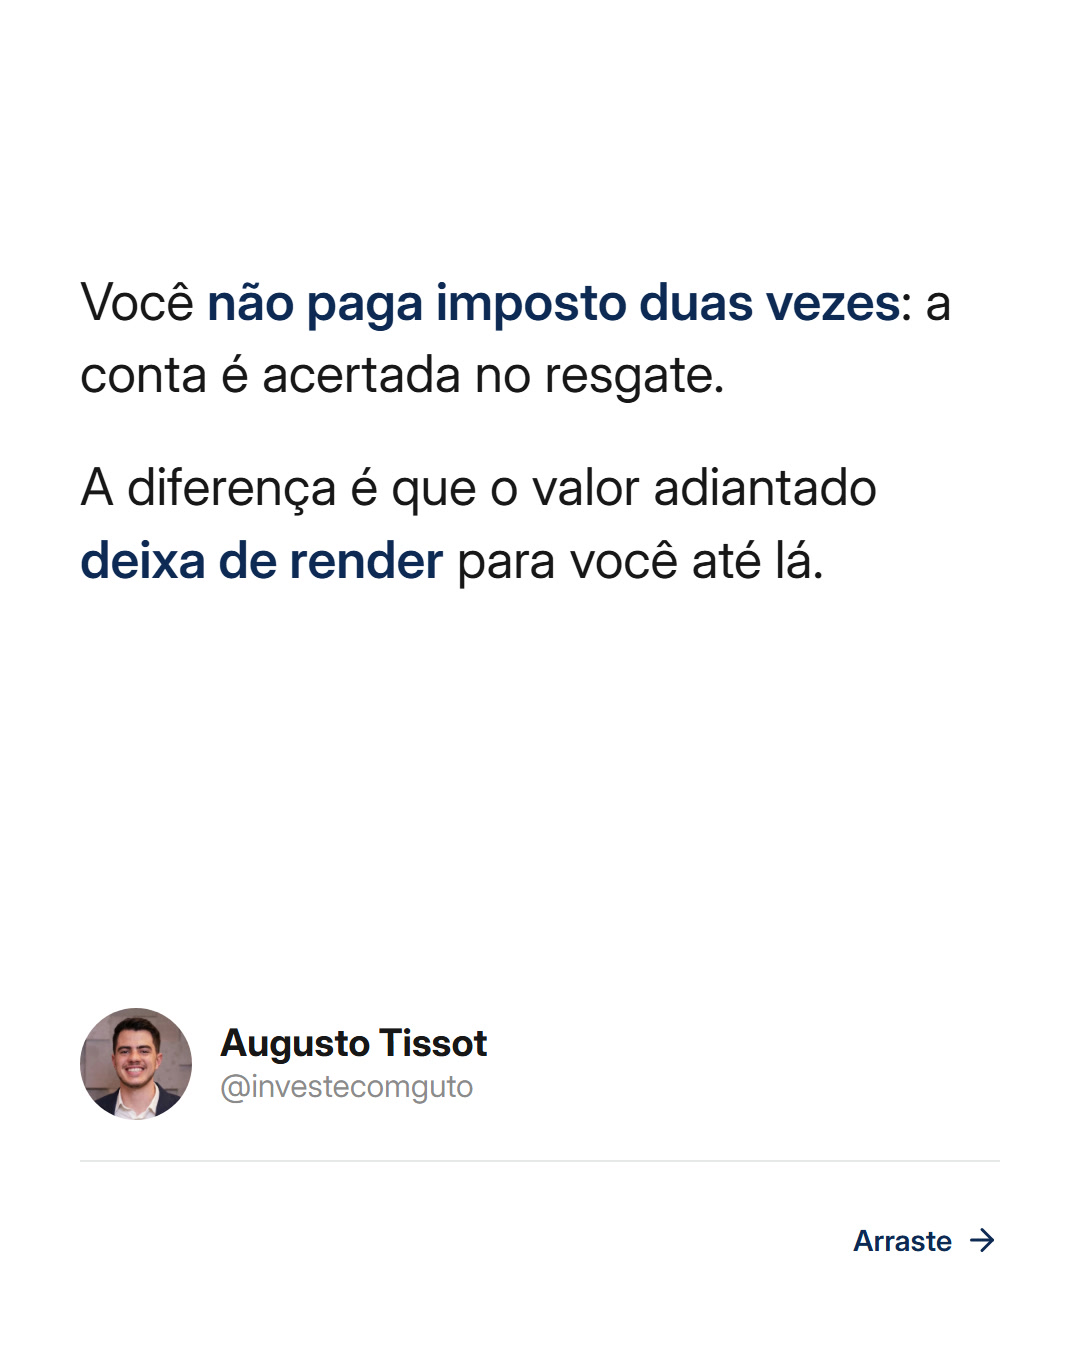 Você não paga imposto duas vezes: a
conta é acertada no resgate.
A diferença é que o valor adiantado
deixa de render para você até lá.
Augusto Tissot
@investecomguto
Arraste →